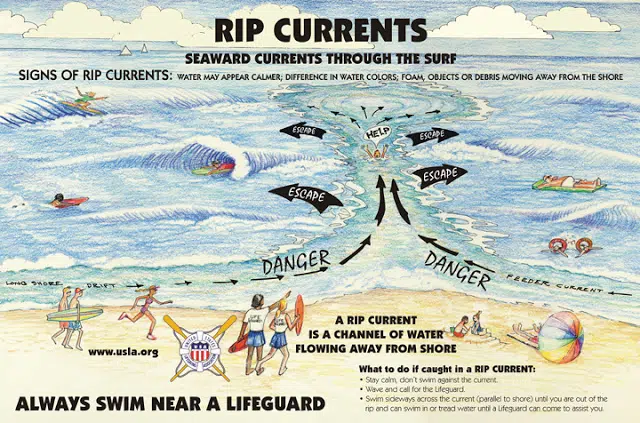 RIP CURRENTS
SEAWARD CURRENTS THROUGH THE SURF
SIGNS OF RIP CURRENTS: WATER MAY APPEAR CALMER; DIFFERENCE IN WATER COLORS; FOAM, OBJECTS OR DEBRIS MOVING AWAY FROM THE SHORE
HELP
ESCAPE
ESCAPE
ESCAPE
ESCAPE
DANGER
DANGER
LONG SHORE DRIFT
FEEDER CURRENT
www.usla.org
A RIP CURRENT
IS A CHANNEL OF WATER
FLOWING AWAY FROM SHORE
What to do if caught in a RIP CURRENT:
• Stay calm, don't swim against the current.
• Wave and call for the Lifeguard.
• Swim sideways across the current (parallel to shore) until you are out of the
rip and can swim in or tread water until a Lifeguard can come to assist you.
ALWAYS SWIM NEAR A LIFEGUARD